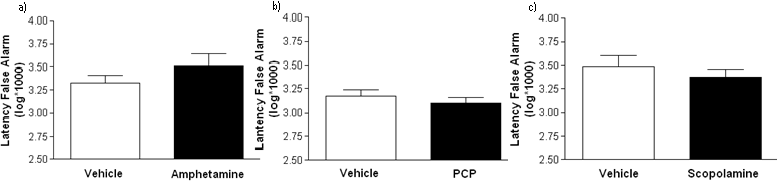 a)
Latency False Alarm
(log*1000)
4.00
3.75
3.50
3.25
3.00
2.75
2.50
Vehicle
Amphetamine
b)
Lantency False Alarm
(log*1000)
4.00
3.75
3.50
3.25
3.00
2.75
2.50
Vehicle
PCP
c)
Latency False Alarm
(log*1000)
4.00
3.75
3.50
3.25
3.00
2.75
2.50
Vehicle
Scopolamine